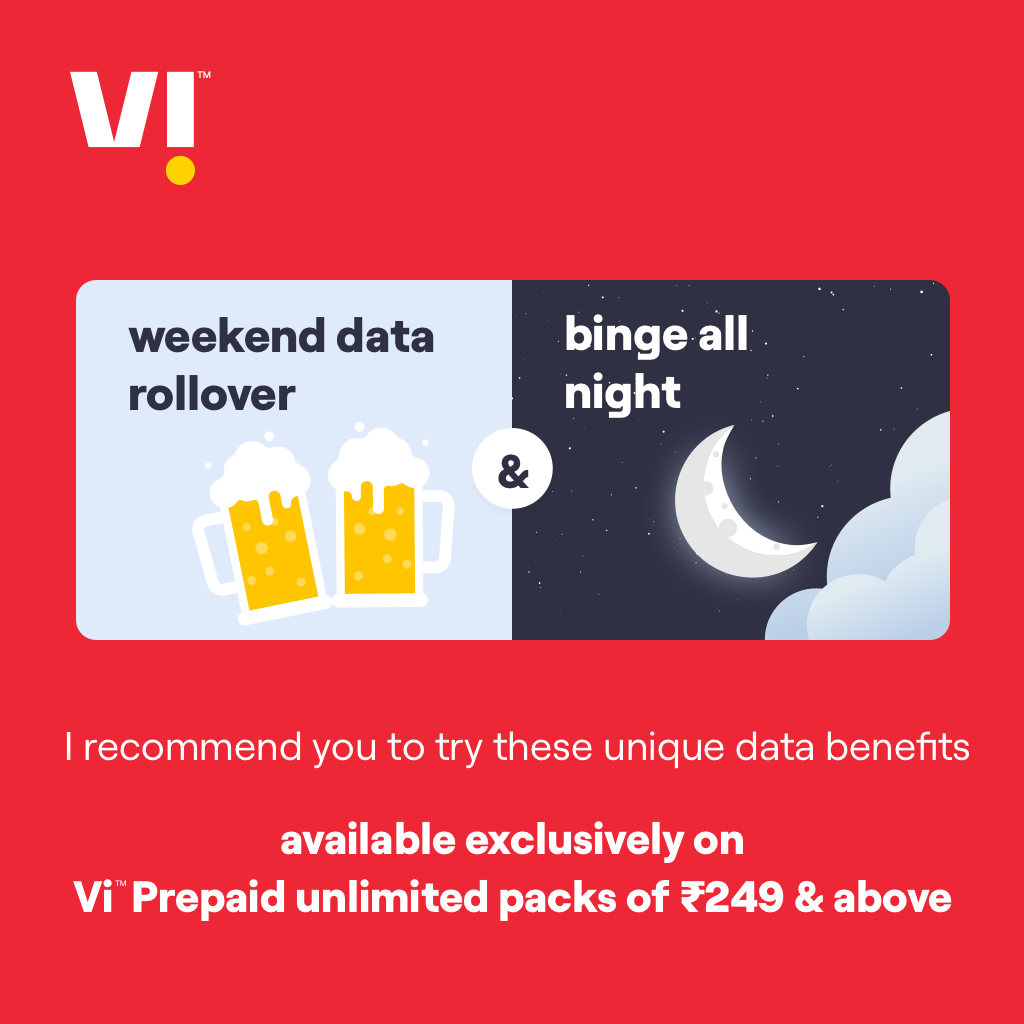 VI™
weekend data
rollover
&
binge all
night
I recommend you to try these unique data benefits
available exclusively on
Vi™ Prepaid unlimited packs of ₹249 & above